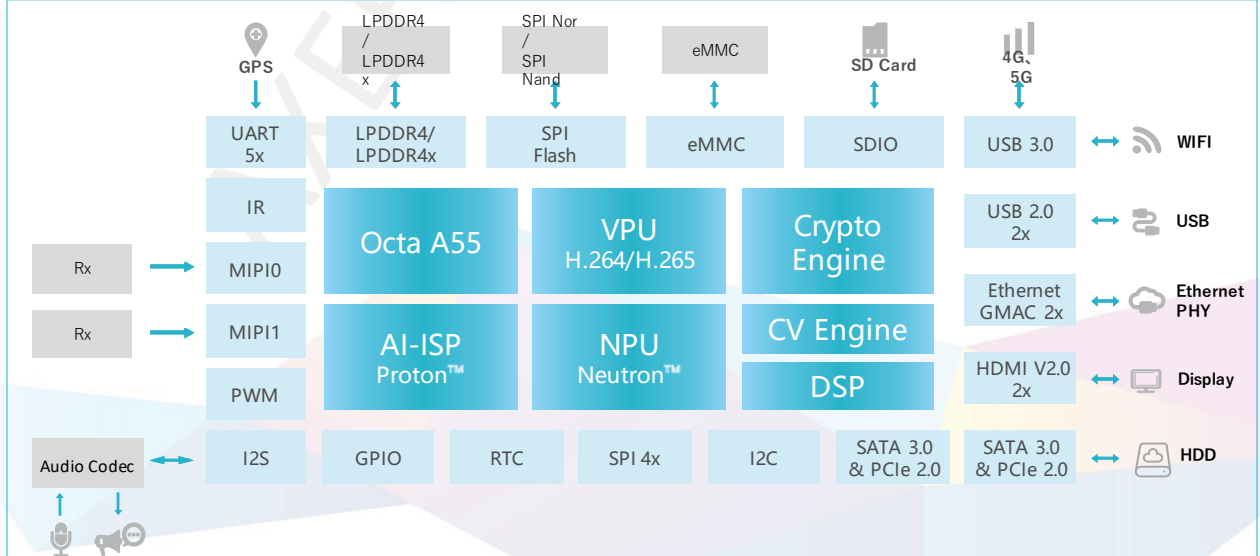 GPS
LPDDR4
/
LPDDR4
x
SPI Nor
/
SPI
Nand
eMMC
SD Card
4G、
5G
UART
5x
LPDDR4/
LPDDR4x
SPI
Flash
eMMC
SDIO
USB 3.0
WIFI
IR
Octa A55
VPU
H.264/H.265
Crypto
Engine
USB 2.0
2x
USB
Rx
MIPI0
Ethernet
GMAC 2x
Ethernet
PHY
Rx
MIPI1
AI-ISP
Proton™
NPU
Neutron™
CV Engine
DSP
HDMI V2.0
2x
Display
PWM
Audio Codec
I2S
GPIO
RTC
SPI 4x
I2C
SATA 3.0
& PCIe 2.0
SATA 3.0
& PCIe 2.0
HDD